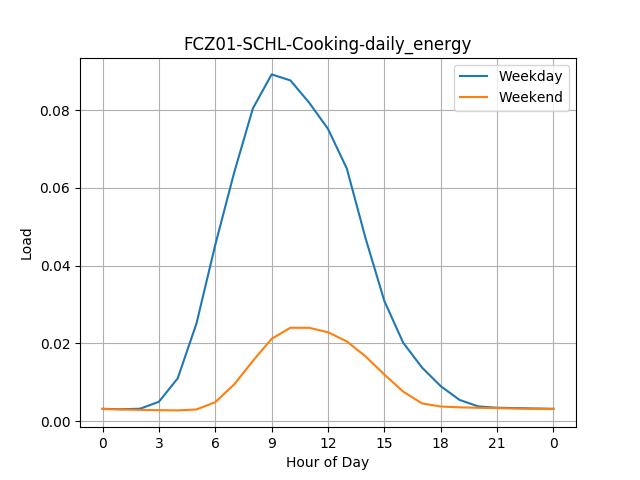 FCZ01-SCHL-Cooking-daily_energy
Weekday
Weekend
Load
0.08
0.06
0.04
0.02
0.00
0 3 6 9 12 15 18 21 0
Hour of Day